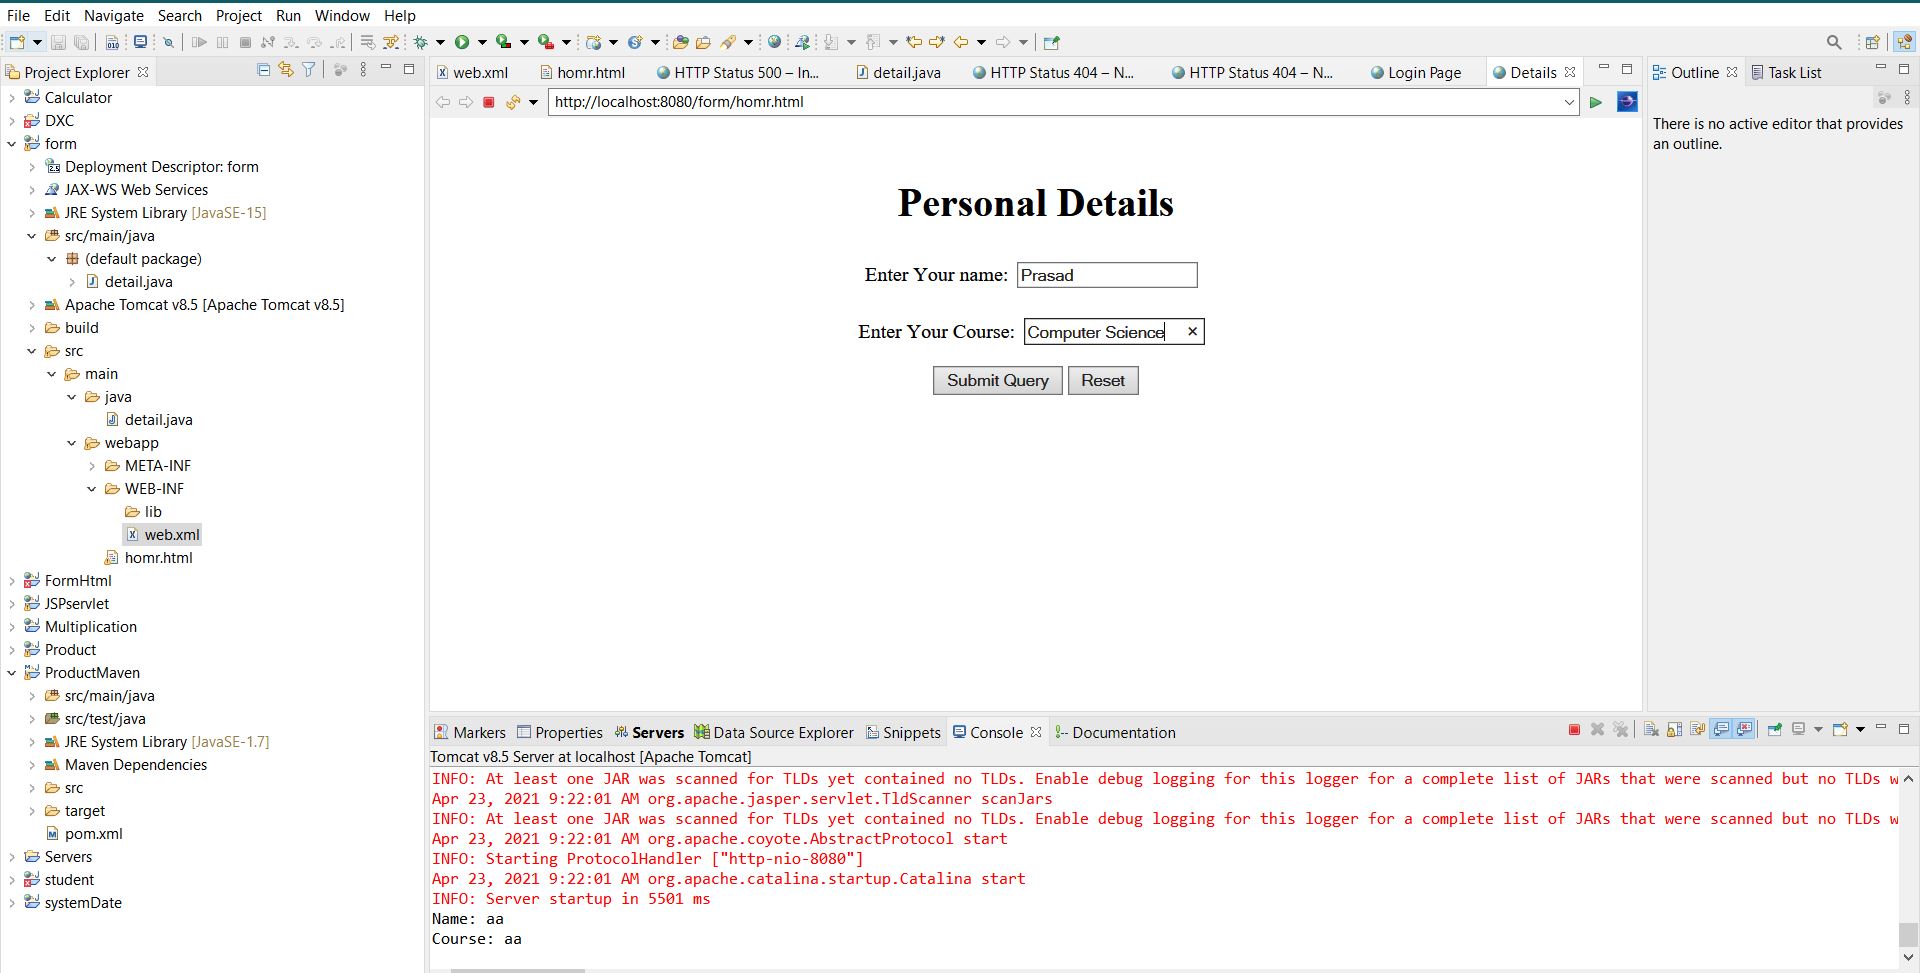 File Edit Navigate Search Project Run Window Help
Project Explorer
Calculator
DXC
form
Deployment Descriptor: form
JAX-WS Web Services
JRE System Library [JavaSE-15]
src/main/java
(default package)
detail.java
Apache Tomcat v8.5 [Apache Tomcat v8.5]
build
src
main
java
detail.java
webapp
META-INF
WEB-INF
lib
web.xml
homr.html
FormHtml
JSPservlet
Multiplication
Product
ProductMaven
src/main/java
src/test/java
JRE System Library [JavaSE-1.7]
Maven Dependencies
src
target
pom.xml
Servers
student
systemDate
web.xml homr.html HTTP Status 500 – In... detail.java HTTP Status 404 – N... HTTP Status 404 – N... Login Page Details
http://localhost:8080/form/homr.html
Personal Details
Enter Your name: Prasad
Enter Your Course: Computer Science
Submit Query Reset
Outline Task List
There is no active editor that provides
an outline.
Markers Properties Servers Data Source Explorer Snippets Console Documentation
Tomcat v8.5 Server at localhost [Apache Tomcat]
INFO: At least one JAR was scanned for TLDs yet contained no TLDs. Enable debug logging for this logger for a complete list of JARs that were scanned but no TLDs w
Apr 23, 2021 9:22:01 AM org.apache.jasper.servlet.TldScanner scanJars
INFO: At least one JAR was scanned for TLDs yet contained no TLDs. Enable debug logging for this logger for a complete list of JARs that were scanned but no TLDs w
Apr 23, 2021 9:22:01 AM org.apache.coyote.AbstractProtocol start
INFO: Starting ProtocolHandler ["http-nio-8080"]
Apr 23, 2021 9:22:01 AM org.apache.catalina.startup.Catalina start
INFO: Server startup in 5501 ms
Name: aa
Course: aa